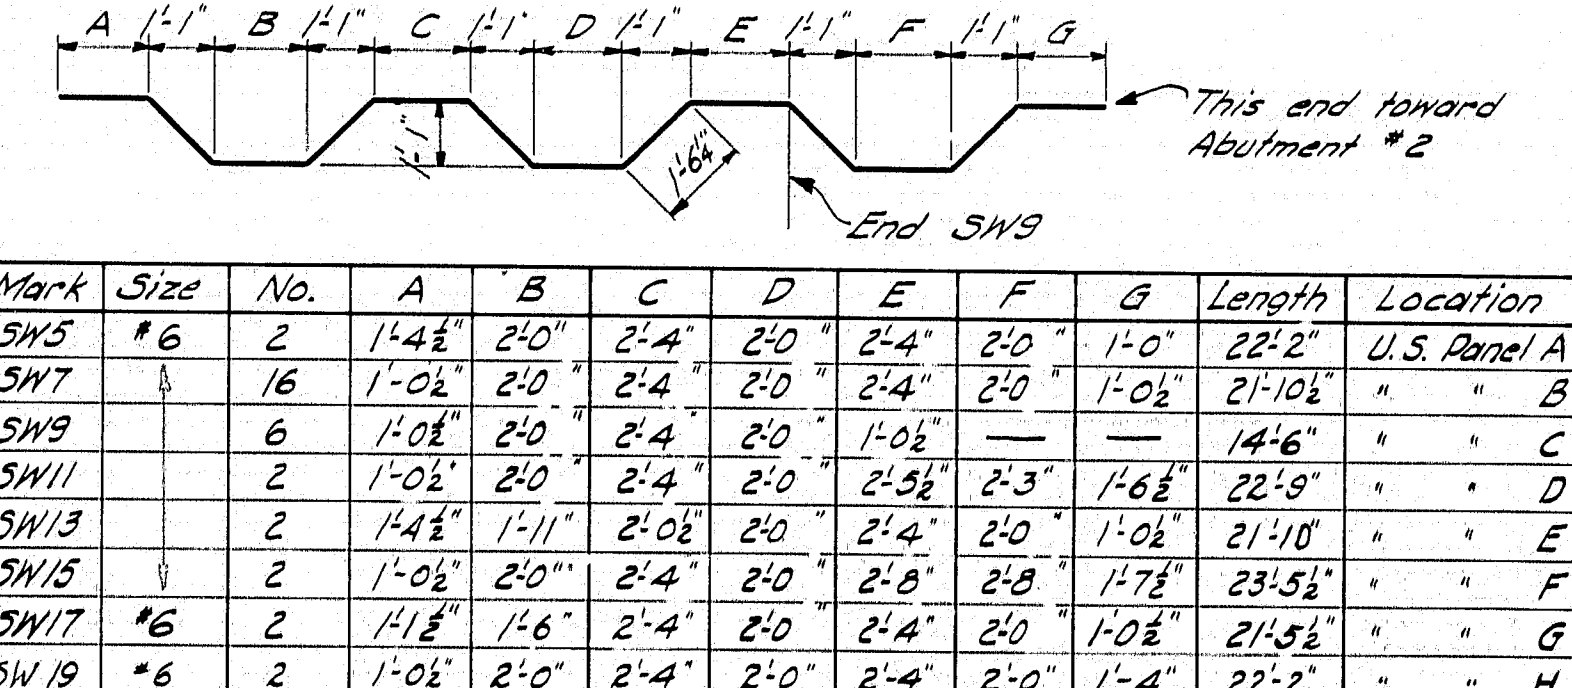 A 1'-1" B 1'-1" C 1'-1" D 1'-1" E 1'-1" F 1'-1" G
This end toward
Abutment #2
1'-1"
1'-6¼"
End SW9
Mark Size No. A B C D E F G Length Location
SW5 #6 2 1'-4½" 2'-0" 2'-4" 2'-0" 2'-4" 2'-0" 1'-0" 22'-2" U.S. Panel A
SW7 16 1'-0½" 2'-0" 2'-4" 2'-0" 2'-4" 2'-0" 1'-0½" 21'-10½" " " B
SW9 6 1'-0½" 2'-0" 2'-4" 2'-0" 1'-0½" — — 14'-6" " " C
SW11 2 1'-0½" 2'-0" 2'-4" 2'-0" 2'-5½" 2'-3" 1'-6½" 22'-9" " " D
SW13 2 1'-4½" 1'-11" 2'-0½" 2'-0" 2'-4" 2'-0" 1'-0½" 21'-10" " " E
SW15 2 1'-0½" 2'-0" 2'-4" 2'-0" 2'-8" 2'-8" 1'-7½" 23'-5½" " " F
SW17 #6 2 1'-1½" 1'-6" 2'-4" 2'-0" 2'-4" 2'-0" 1'-0½" 21'-5½" " " G
SW19 #6 2 1'-0½" 2'-0" 2'-4" 2'-0" 2'-4" 2'-0" 1'-4" 22'-2" " " H